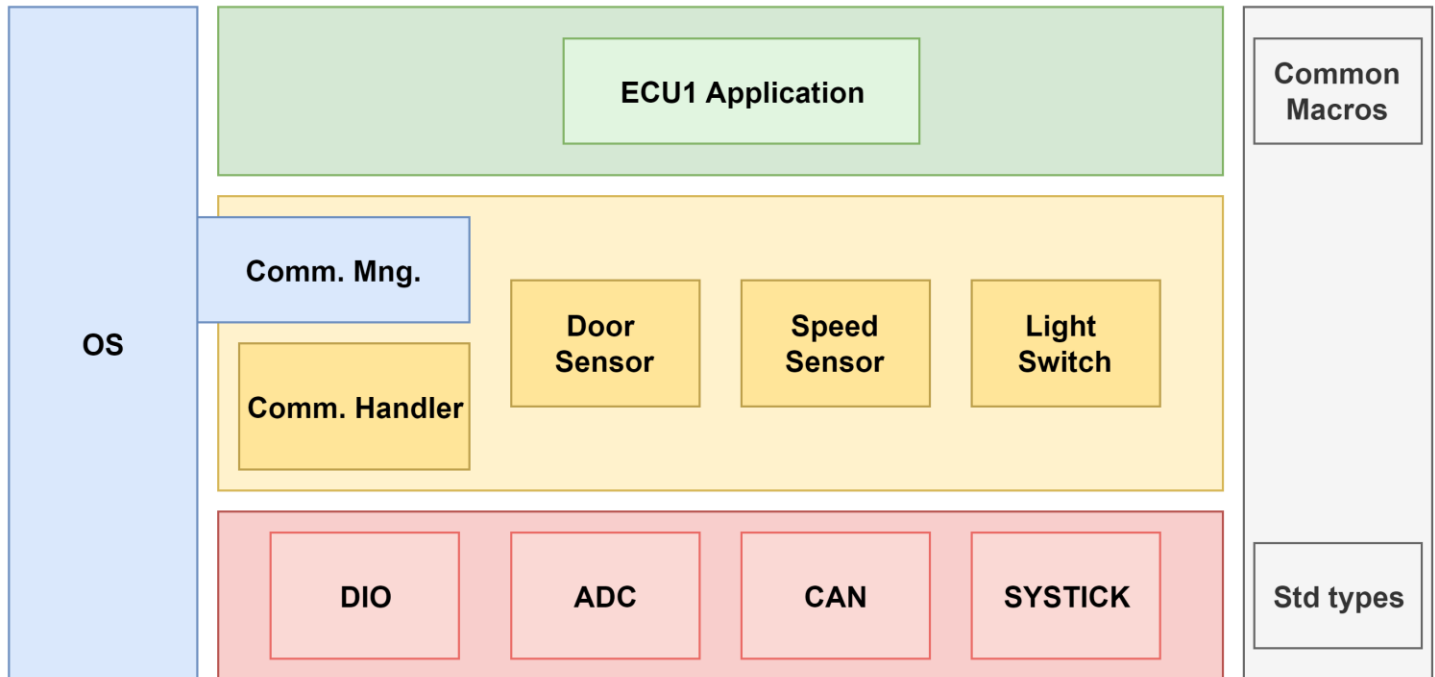 ECU1 Application
Common
Macros
OS
Comm. Mng.
Comm. Handler
Door
Sensor
Speed
Sensor
Light
Switch
DIO
ADC
CAN
SYSTICK
Std types